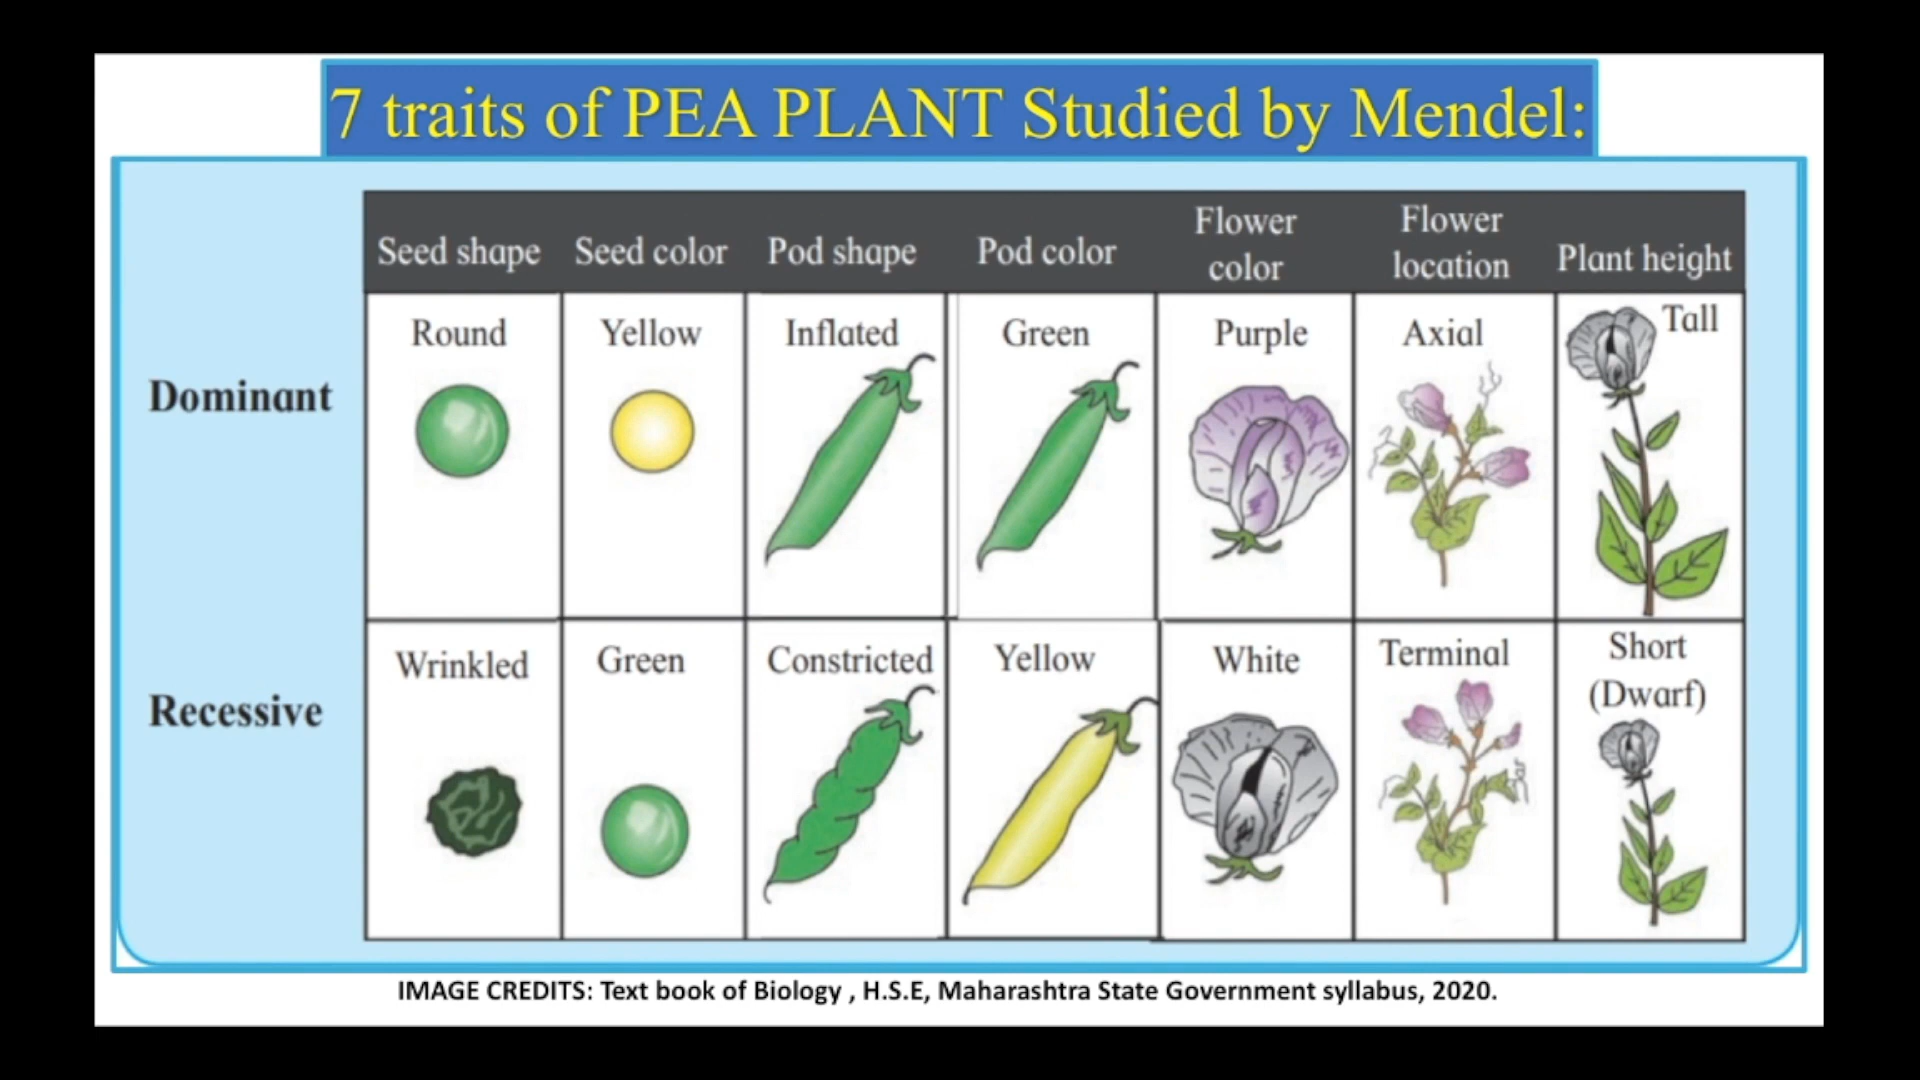 7 traits of PEA PLANT Studied by Mendel:
Seed shape Seed color Pod shape Pod color Flower color Flower location Plant height
Dominant
Round Yellow Inflated Green Purple Axial Tall
Recessive
Wrinkled Green Constricted Yellow White Terminal Short (Dwarf)
IMAGE CREDITS: Text book of Biology , H.S.E, Maharashtra State Government syllabus, 2020.